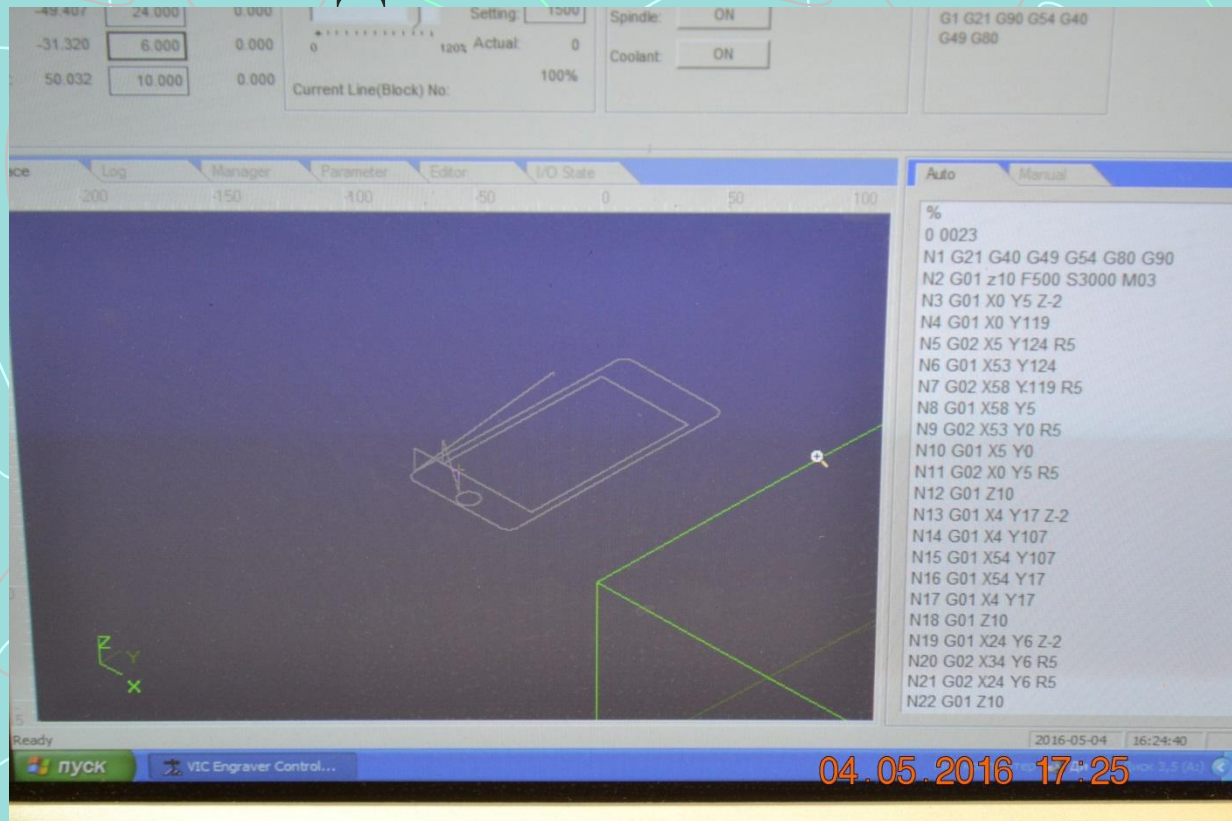 -49.407 24.000 0.000
-31.320 6.000 0.000
50.032 10.000 0.000
0 120%
Setting: 1500
Actual: 0
100%
Current Line(Block) No:
Spindle: ON
Coolant: ON
G1 G21 G90 G54 G40
G49 G80
ace Log Manager Parameter Editor I/O State
-200 -150 -100 -50 0 50 100
Z
Y
X
Auto Manual
%
0 0023
N1 G21 G40 G49 G54 G80 G90
N2 G01 z10 F500 S3000 M03
N3 G01 X0 Y5 Z-2
N4 G01 X0 Y119
N5 G02 X5 Y124 R5
N6 G01 X53 Y124
N7 G02 X58 Y119 R5
N8 G01 X58 Y5
N9 G02 X53 Y0 R5
N10 G01 X5 Y0
N11 G02 X0 Y5 R5
N12 G01 Z10
N13 G01 X4 Y17 Z-2
N14 G01 X4 Y107
N15 G01 X54 Y107
N16 G01 X54 Y17
N17 G01 X4 Y17
N18 G01 Z10
N19 G01 X24 Y6 Z-2
N20 G02 X34 Y6 R5
N21 G02 X24 Y6 R5
N22 G01 Z10
Ready
2016-05-04 16:24:40
пуск VIC Engraver Control... 3,5 (A:)
04.05.2016 17:25